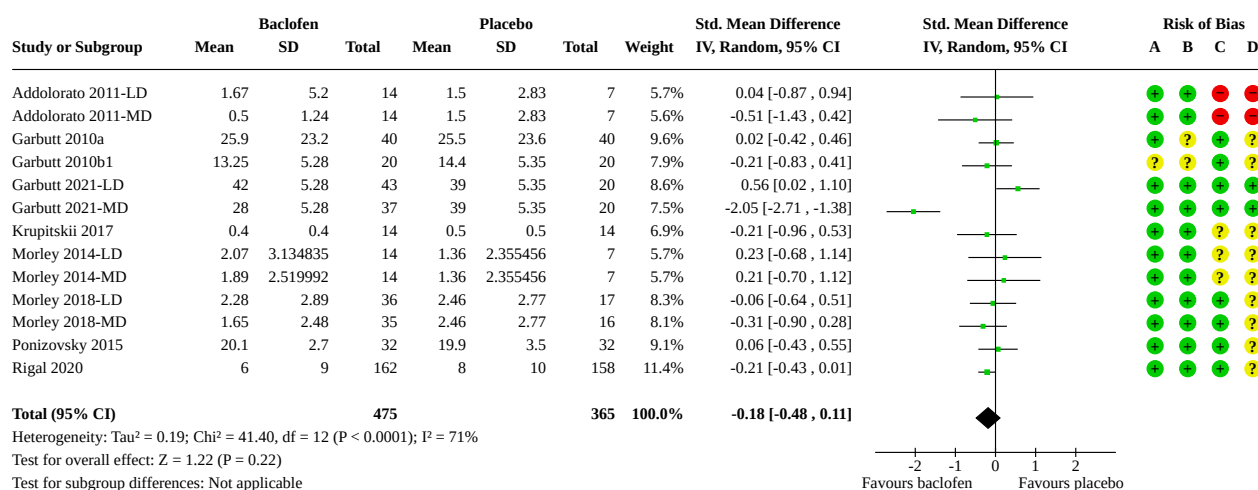 Baclofen Placebo Std. Mean Difference Std. Mean Difference Risk of Bias
Study or Subgroup Mean SD Total Mean SD Total Weight IV, Random, 95% CI IV, Random, 95% CI A B C D
Addolorato 2011-LD 1.67 5.2 14 1.5 2.83 7 5.7% 0.04 [-0.87 , 0.94] + + − −
Addolorato 2011-MD 0.5 1.24 14 1.5 2.83 7 5.6% -0.51 [-1.43 , 0.42] + + − −
Garbutt 2010a 25.9 23.2 40 25.5 23.6 40 9.6% 0.02 [-0.42 , 0.46] + ? + ?
Garbutt 2010b1 13.25 5.28 20 14.4 5.35 20 7.9% -0.21 [-0.83 , 0.41] ? ? + ?
Garbutt 2021-LD 42 5.28 43 39 5.35 20 8.6% 0.56 [0.02 , 1.10] + + + +
Garbutt 2021-MD 28 5.28 37 39 5.35 20 7.5% -2.05 [-2.71 , -1.38] + + + +
Krupitskii 2017 0.4 0.4 14 0.5 0.5 14 7.0% -0.21 [-0.96 , 0.53] + + ? ?
Morley 2014-LD 2.07 3.134835 14 1.36 2.355456 7 5.7% 0.23 [-0.68 , 1.14] + + ? ?
Morley 2014-MD 1.89 2.519992 14 1.36 2.355456 7 5.7% 0.21 [-0.70 , 1.12] + + ? ?
Morley 2018-LD 2.28 2.89 36 2.46 2.77 17 8.3% -0.06 [-0.64 , 0.51] + + + ?
Morley 2018-MD 1.65 2.48 35 2.46 2.77 16 8.1% -0.31 [-0.90 , 0.28] + + + ?
Ponizovsky 2015 20.1 2.7 32 19.9 3.5 32 9.1% 0.06 [-0.43 , 0.55] + + + ?
Rigal 2020 6 9 162 8 10 158 11.4% -0.21 [-0.43 , 0.01] + + + ?
Total (95% CI) 475 365 100.0% -0.18 [-0.48 , 0.11]
Heterogeneity: Tau² = 0.19; Chi² = 41.40, df = 12 (P < 0.0001); I² = 71%
Test for overall effect: Z = 1.22 (P = 0.22)
Test for subgroup differences: Not applicable
-2 -1 0 1 2
Favours baclofen Favours placebo